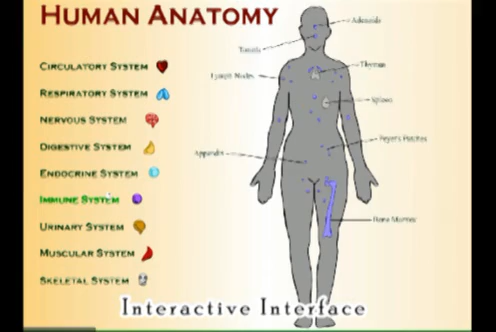 Human Anatomy
Circulatory System
Respiratory System
Nervous System
Digestive System
Endocrine System
Immune System
Urinary System
Muscular System
Skeletal System
Adenoids
Tonsils
Thymus
Lymph Nodes
Spleen
Peyer's Patches
Appendix
Bone Marrow
Interactive Interface